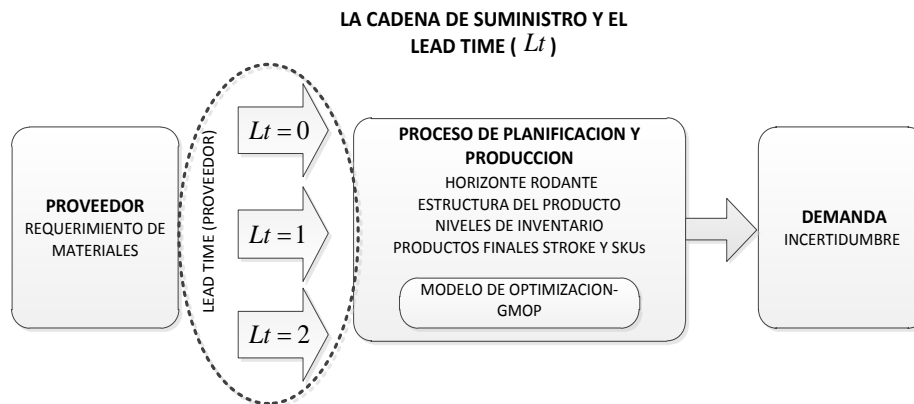 LA CADENA DE SUMINISTRO Y EL
LEAD TIME ( Lt )
PROVEEDOR
REQUERIMIENTO DE
MATERIALES
LEAD TIME (PROVEEDOR)
Lt = 0
Lt = 1
Lt = 2
PROCESO DE PLANIFICACION Y
PRODUCCION
HORIZONTE RODANTE
ESTRUCTURA DEL PRODUCTO
NIVELES DE INVENTARIO
PRODUCTOS FINALES STROKE Y SKUs
MODELO DE OPTIMIZACION-
GMOP
DEMANDA
INCERTIDUMBRE